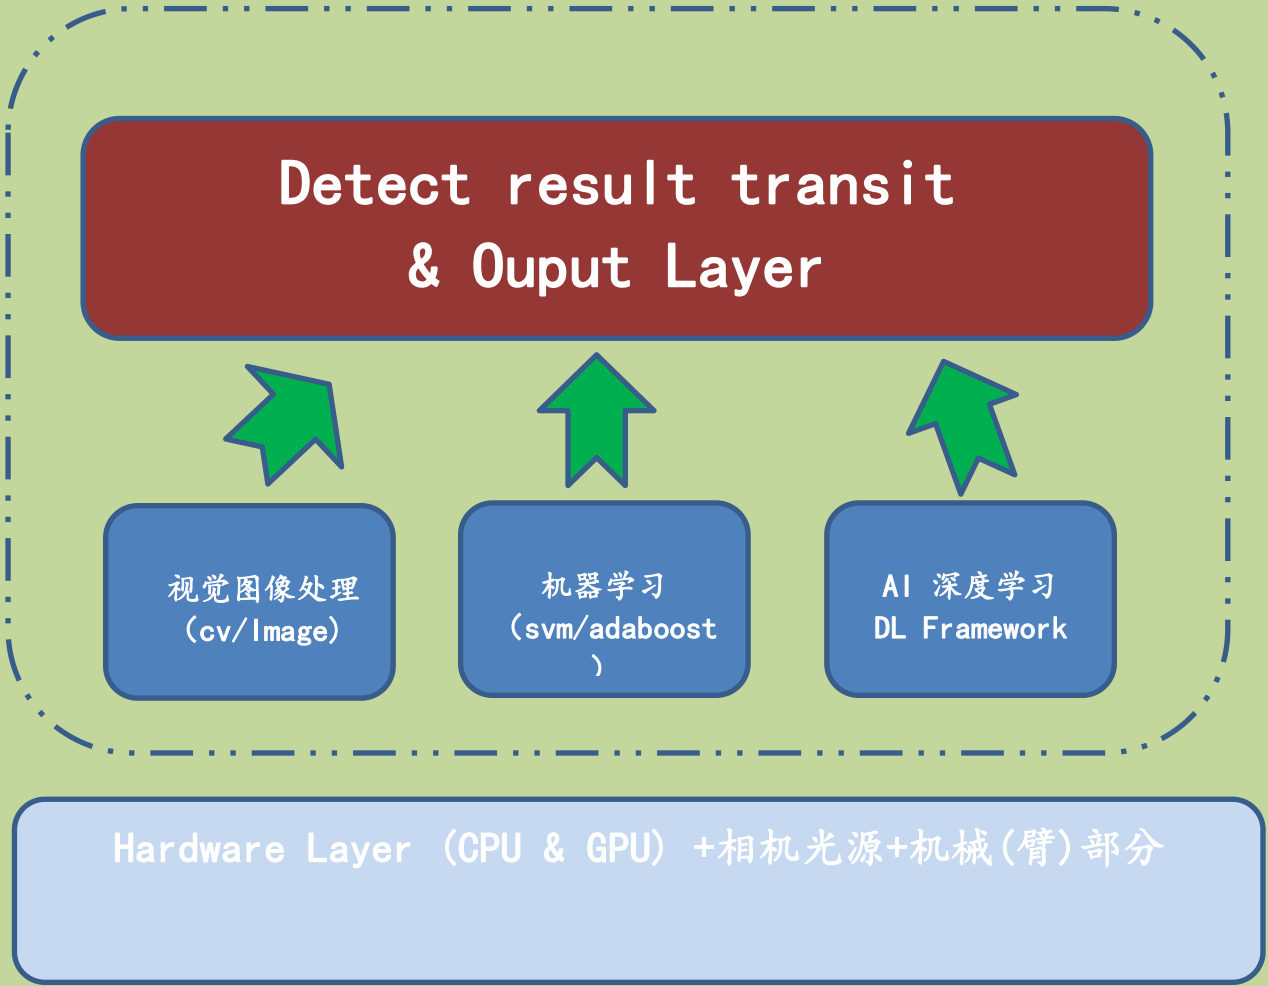 Detect result transit
& Ouput Layer
视觉图像处理
(cv/Image)
机器学习
(svm/adaboost
)
AI 深度学习
DL Framework
Hardware Layer (CPU & GPU) +相机光源+机械(臂)部分